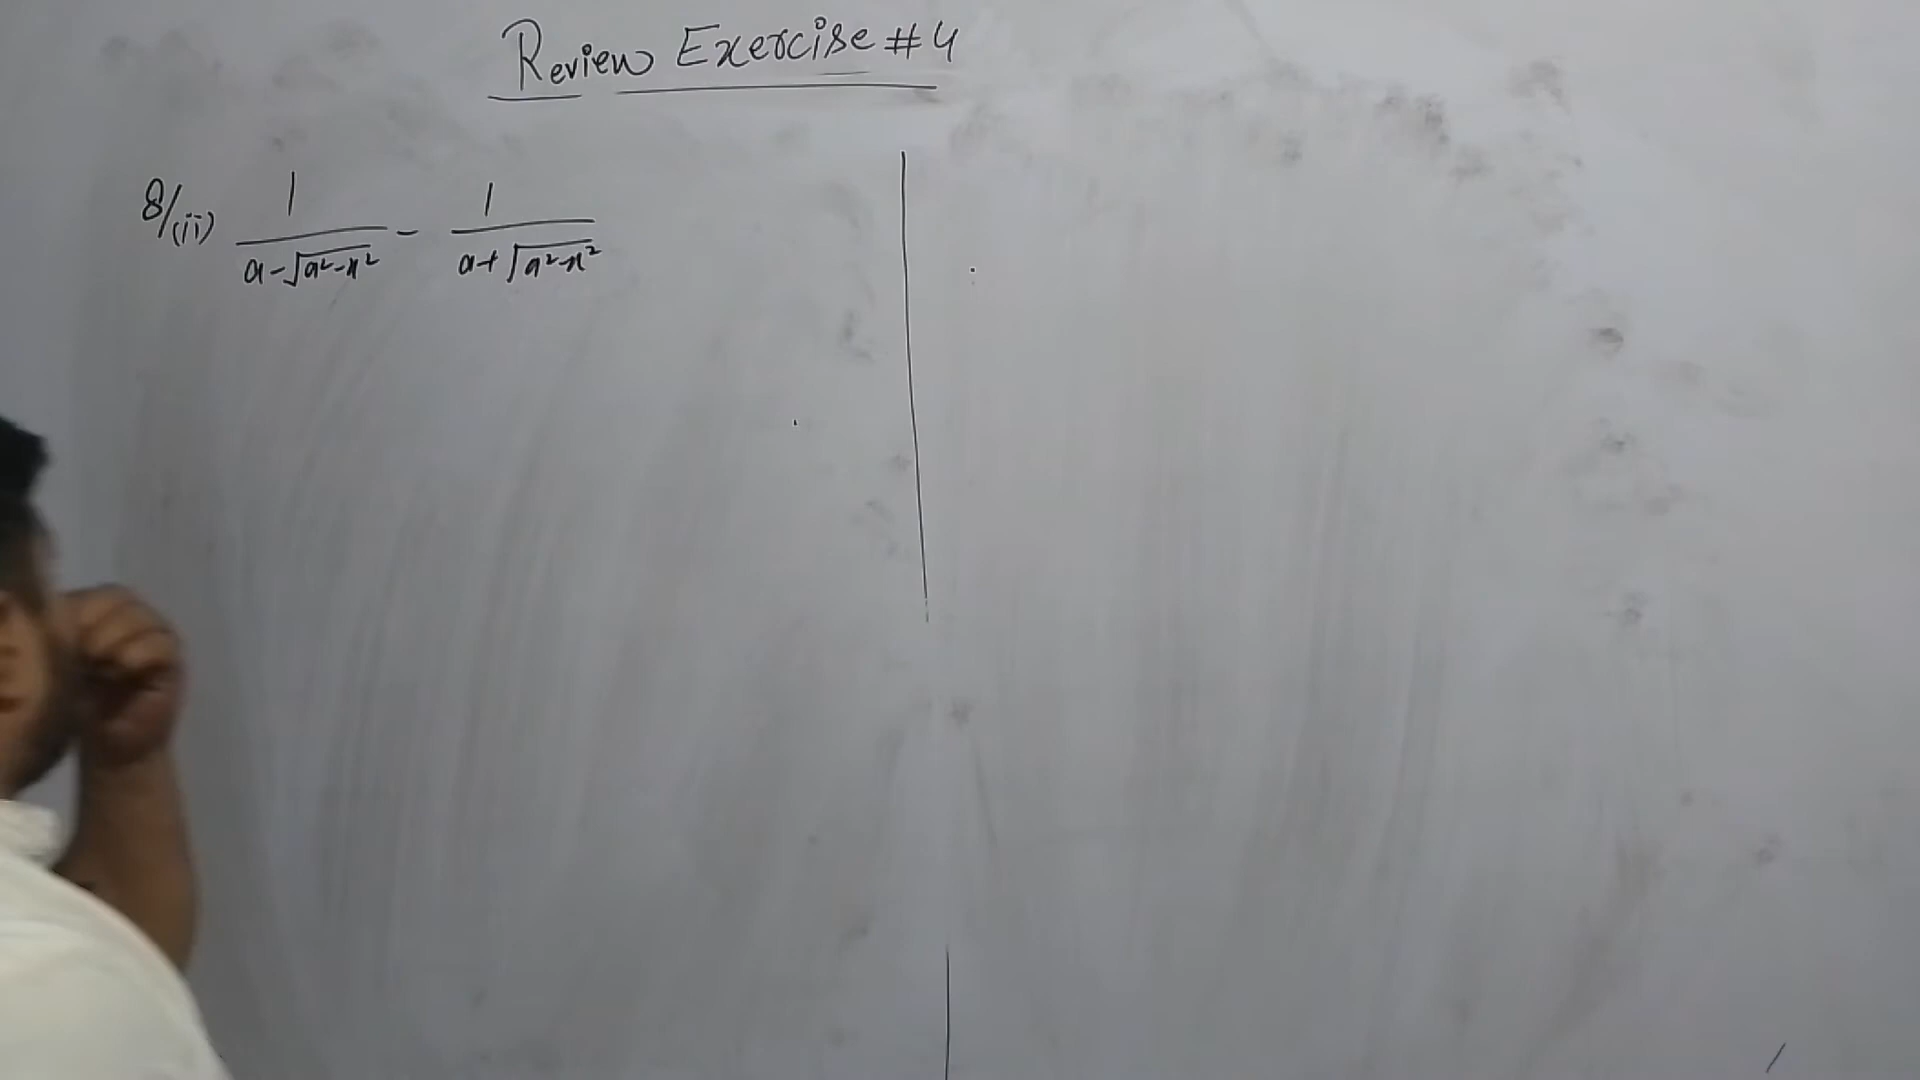 Review Exercise #4
8/(ii) 1/(a-√(a²-x²)) - 1/(a+√(a²-x²))